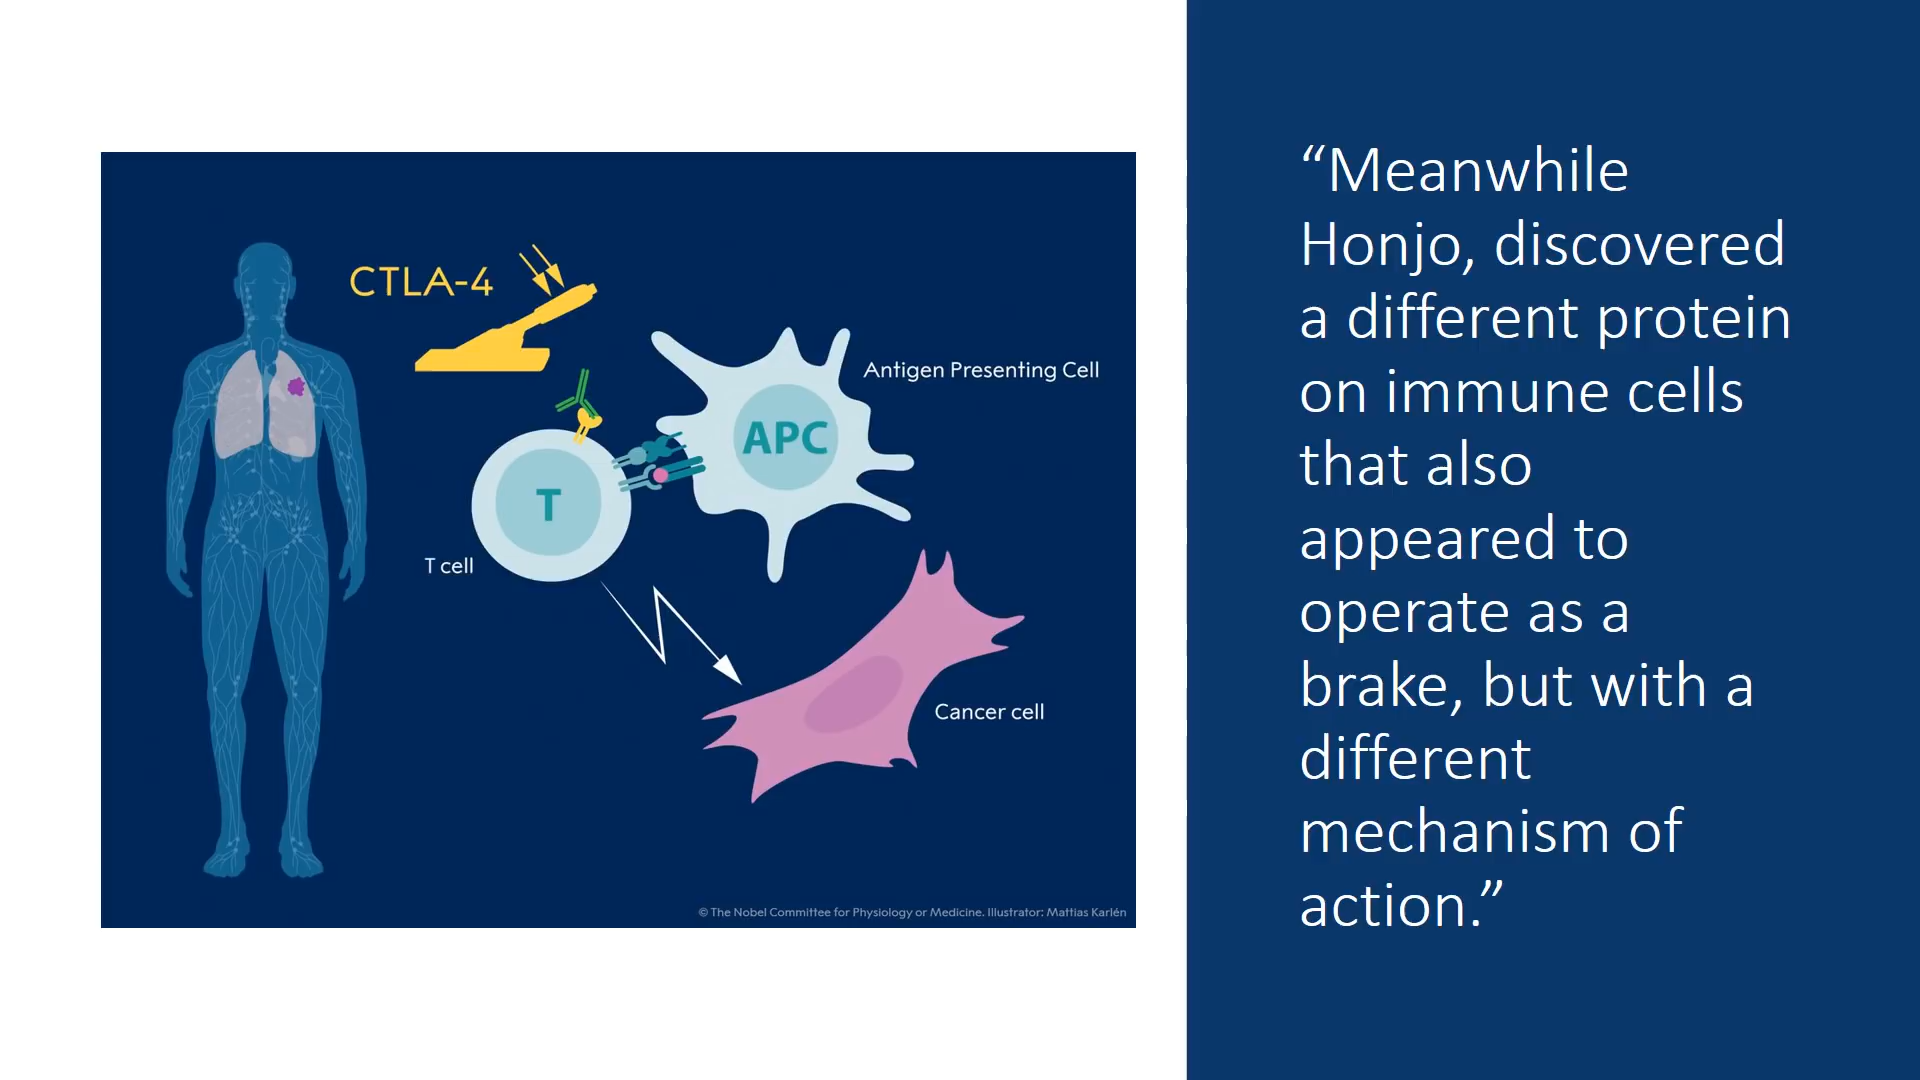 CTLA-4
Antigen Presenting Cell
APC
T
T cell
Cancer cell
© The Nobel Committee for Physiology or Medicine. Illustrator: Mattias Karlén
“Meanwhile
Honjo, discovered
a different protein
on immune cells
that also
appeared to
operate as a
brake, but with a
different
mechanism of
action.”